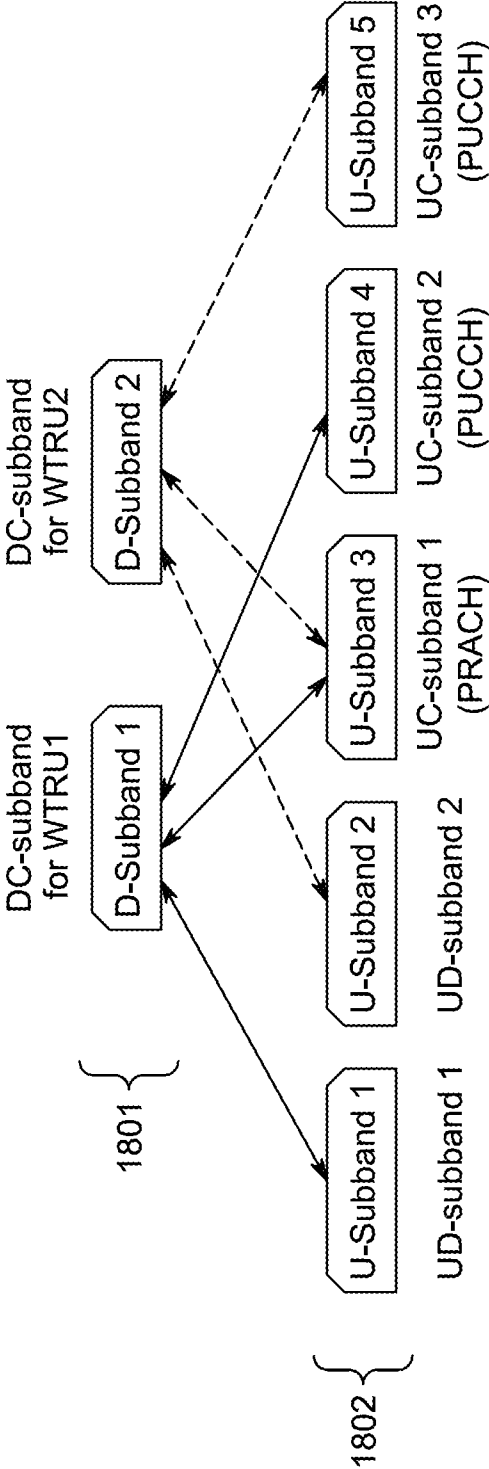 DC-subband
for WTRU1
DC-subband
for WTRU2
1801
D-Subband 1
D-Subband 2
1802
U-Subband 1
U-Subband 2
U-Subband 3
U-Subband 4
U-Subband 5
UD-subband 1
UD-subband 2
UC-subband 1
(PRACH)
UC-subband 2
(PUCCH)
UC-subband 3
(PUCCH)